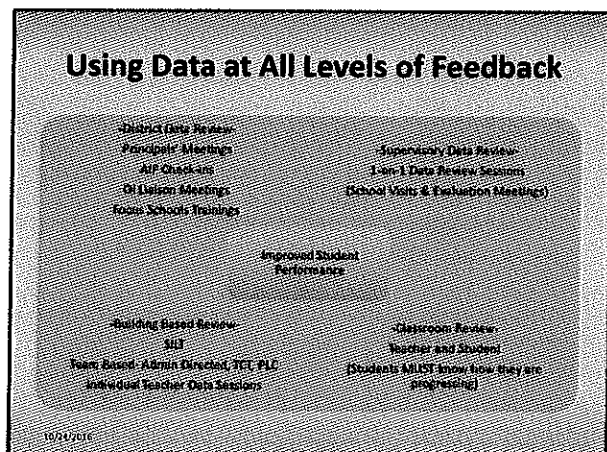 Using Data at All Levels of Feedback
-District Data Review-
Principals' Meetings
AIP Check-ins
OI Liaison Meetings
Focus Schools Trainings
-Supervisory Data Review-
1-on-1 Data Review Sessions
(School Visits & Evaluation Meetings)
Improved Student
Performance
-Building Based Review-
SILT
Team Based- Admin Directed, TCT, PLC
Individual Teacher Data Sessions
-Classroom Review-
Teacher and Student
(Students MUST know how they are
progressing)
10/24/2016